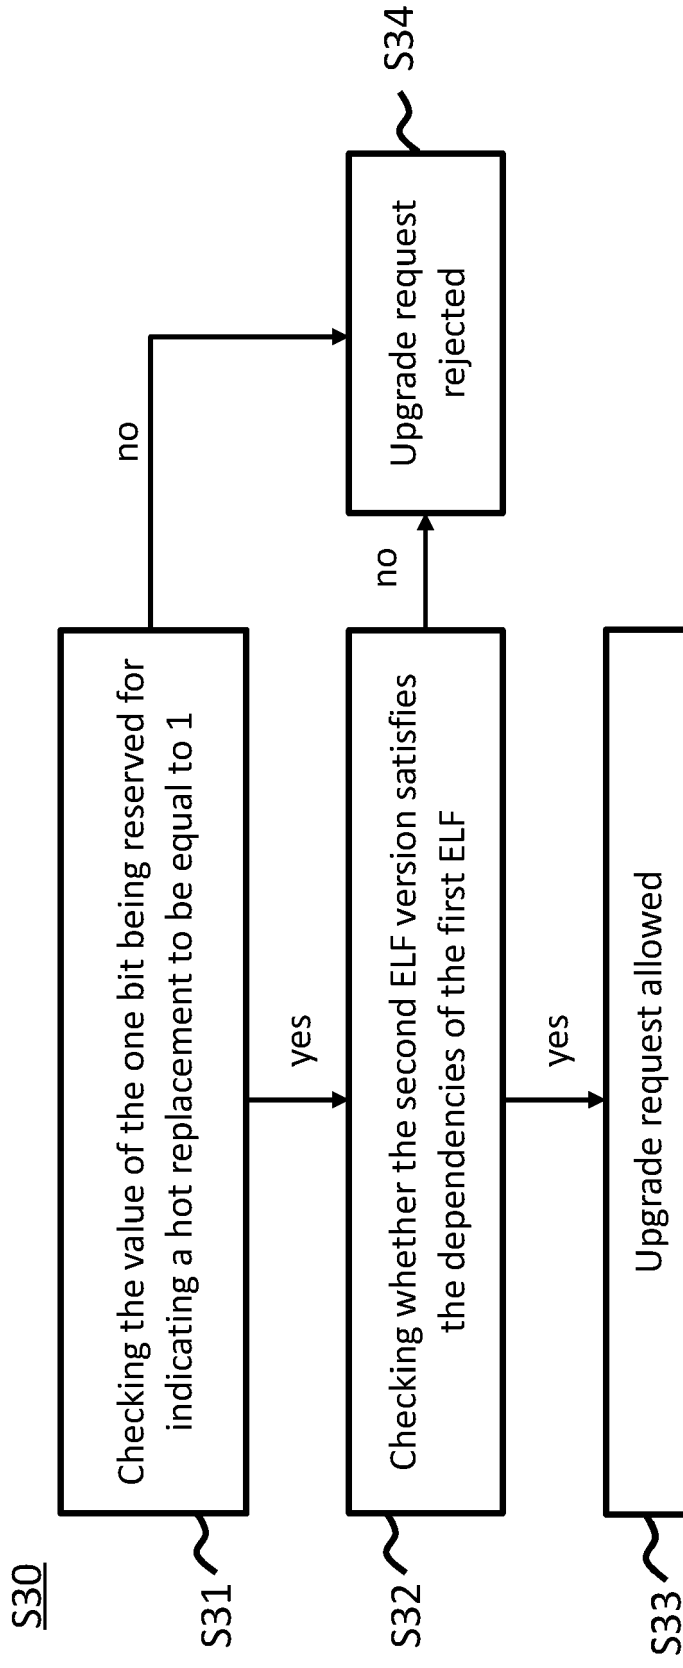 S30
Checking the value of the one bit being reserved for
indicating a hot replacement to be equal to 1
S31
no
yes
Checking whether the second ELF version satisfies
the dependencies of the first ELF
S32
no
Upgrade request
rejected
S34
yes
Upgrade request allowed
S33